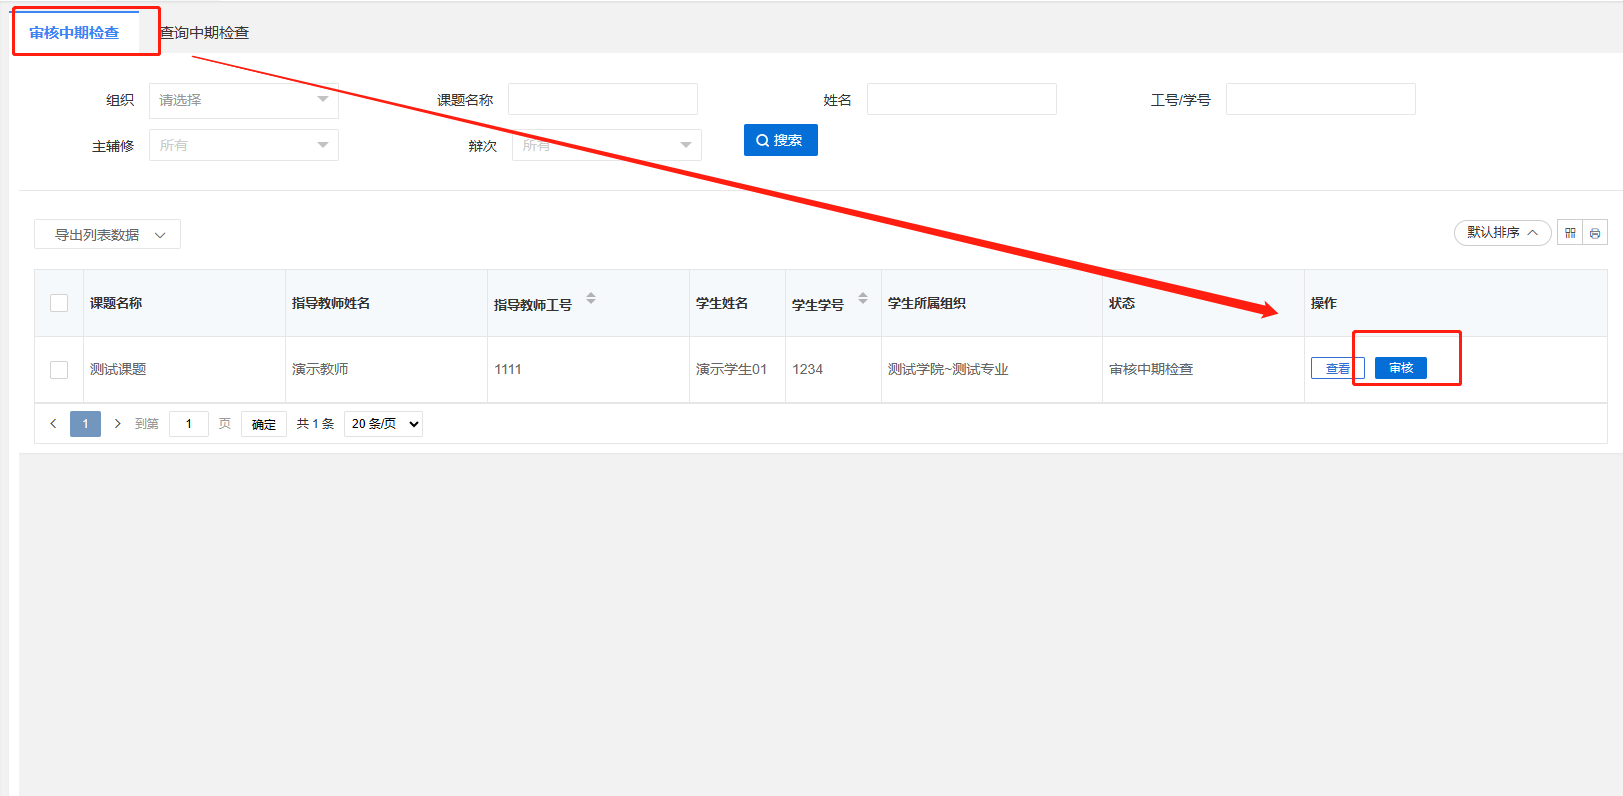 审核中期检查 查询中期检查
组织 请选择 课题名称 姓名 工号/学号
主辅修 所有 辩次 所有 搜索
导出列表数据 默认排序
课题名称 指导教师姓名 指导教师工号 学生姓名 学生学号 学生所属组织 状态 操作
测试课题 演示教师 1111 演示学生01 1234 测试学院~测试专业 审核中期检查 查看 审核
1 到第 1 页 确定 共 1 条 20 条/页